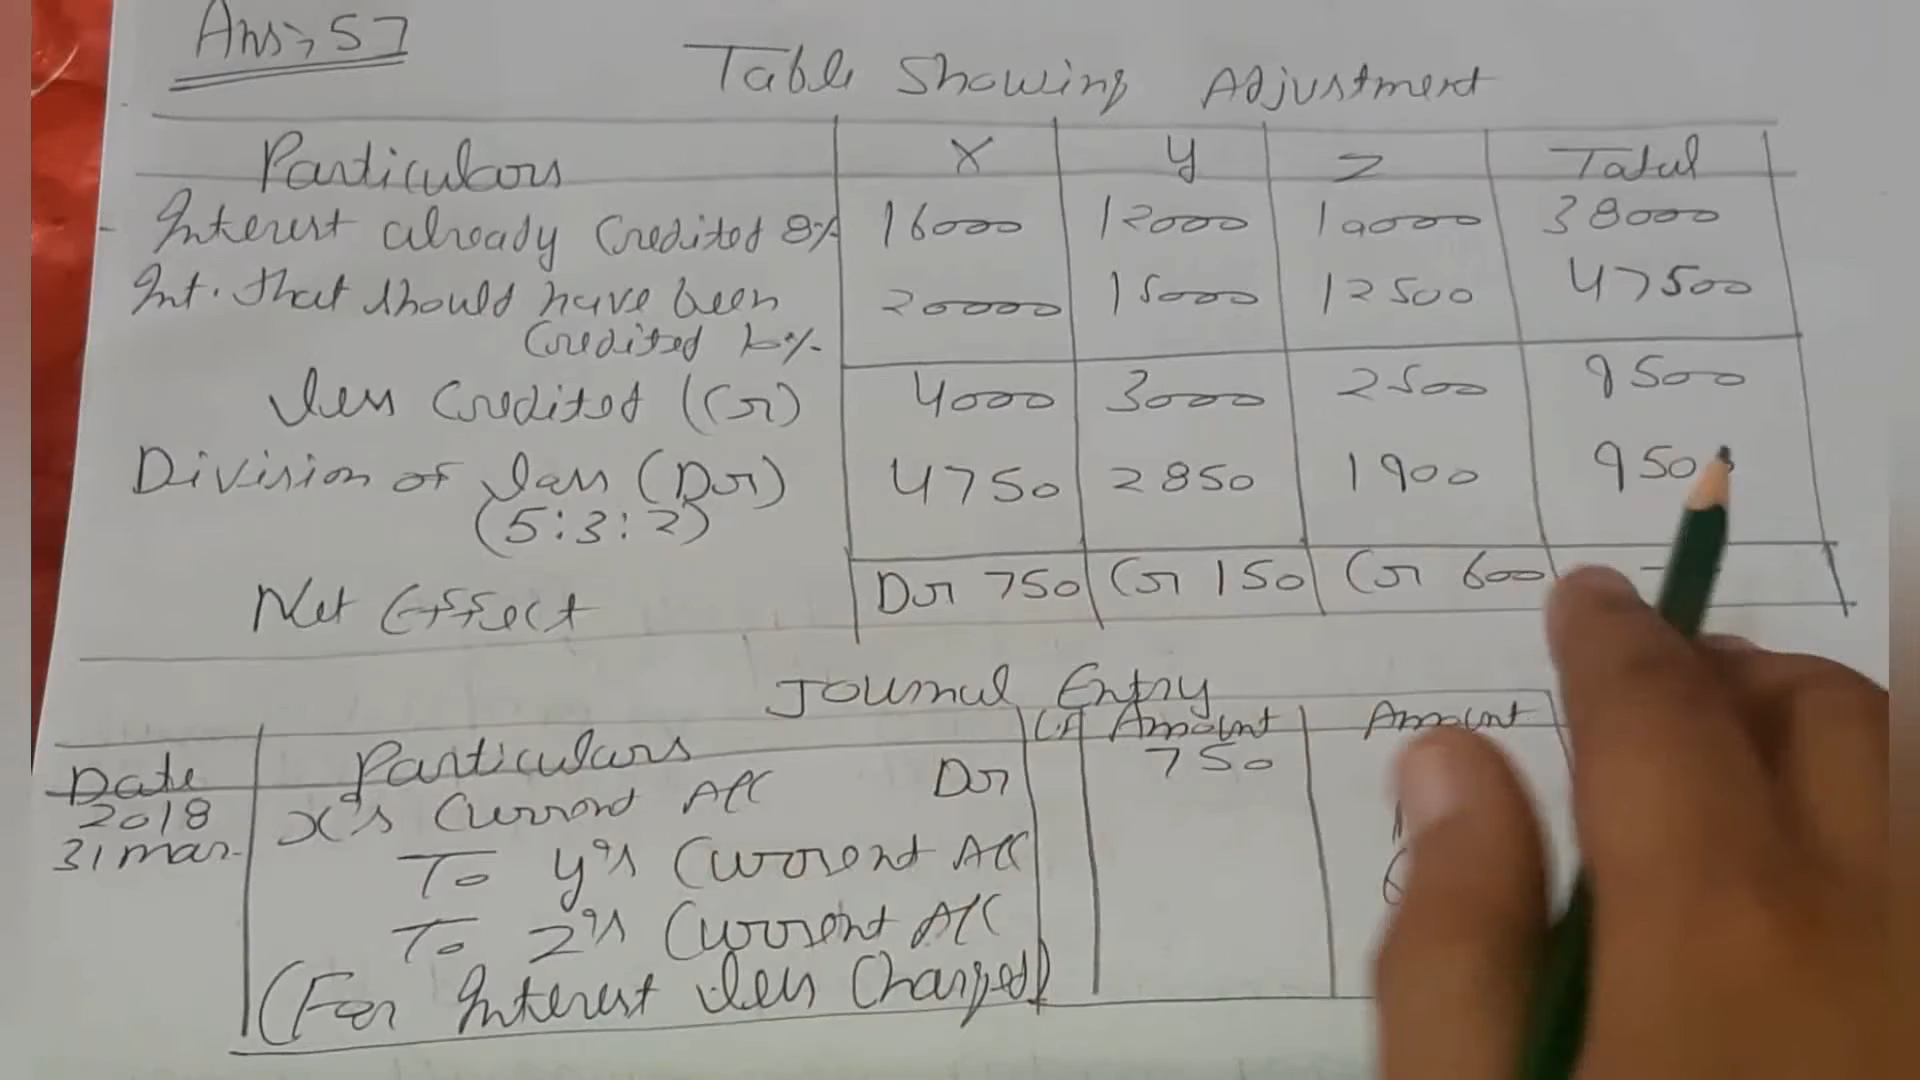 Ans→ 57
Table Showing Adjustment
Particulars X Y Z Total
Interest already Credited 8% 16000 12000 10000 38000
Int. that should have been 20000 15000 12500 47500
Credited 10%
less Credited (Cr) 4000 3000 2500 9500
Division of loss (Dr) 4750 2850 1900 950
(5:3:2)
Net Effect Dr 750 Cr 150 Cr 600 -
Journal Entry
Date Particulars L.F Amount Amount
2018 X's Current A/C Dr 750
31 mar. To Y's Current A/C
To Z's Current A/C
(For Interest less Charged)